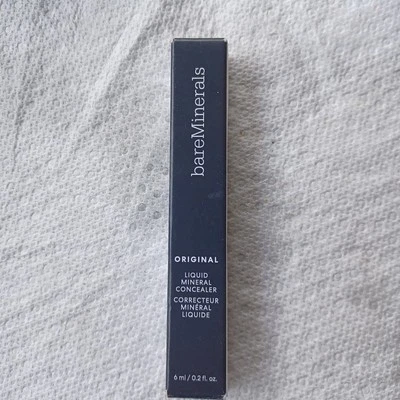 bareMinerals
ORIGINAL
LIQUID
MINERAL
CONCEALER
CORRECTEUR
MINÉRAL
LIQUIDE
6 ml / 0.2 fl. oz.